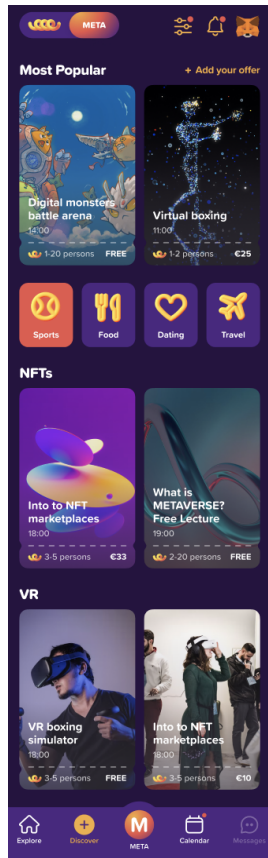 META
Most Popular
+ Add your offer
Digital monsters
battle arena
14:00
1-20 persons FREE
Virtual boxing
11:00
1-2 persons €25
Sports
Food
Dating
Travel
NFTs
Into to NFT
marketplaces
18:00
3-5 persons €33
What is
METAVERSE?
Free Lecture
19:00
2-20 persons FREE
VR
VR boxing
simulator
18:00
3-5 persons FREE
Into to NFT
marketplaces
18:00
3-5 persons €10
Explore
Discover
M
META
Calendar
Messages